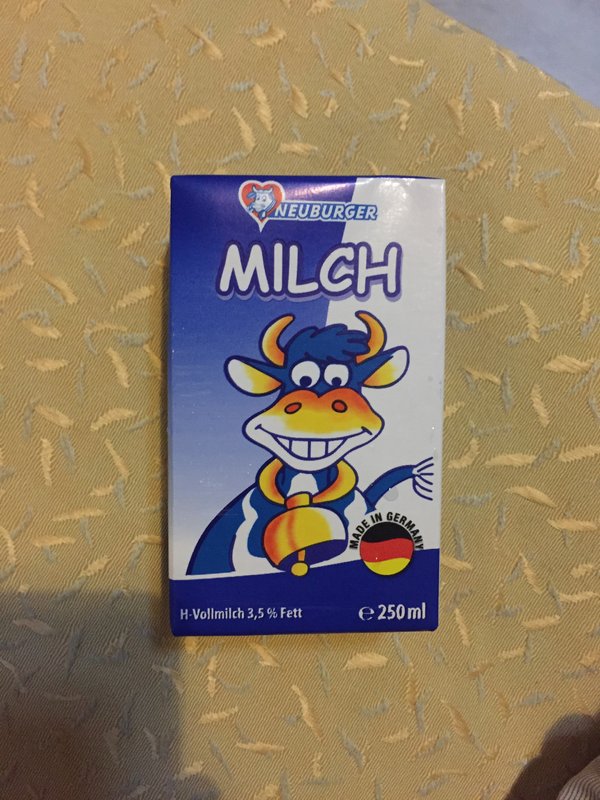 NEUBURGER
MILCH
MADE IN GERMANY
H-Vollmilch 3,5 % Fett
℮ 250 ml